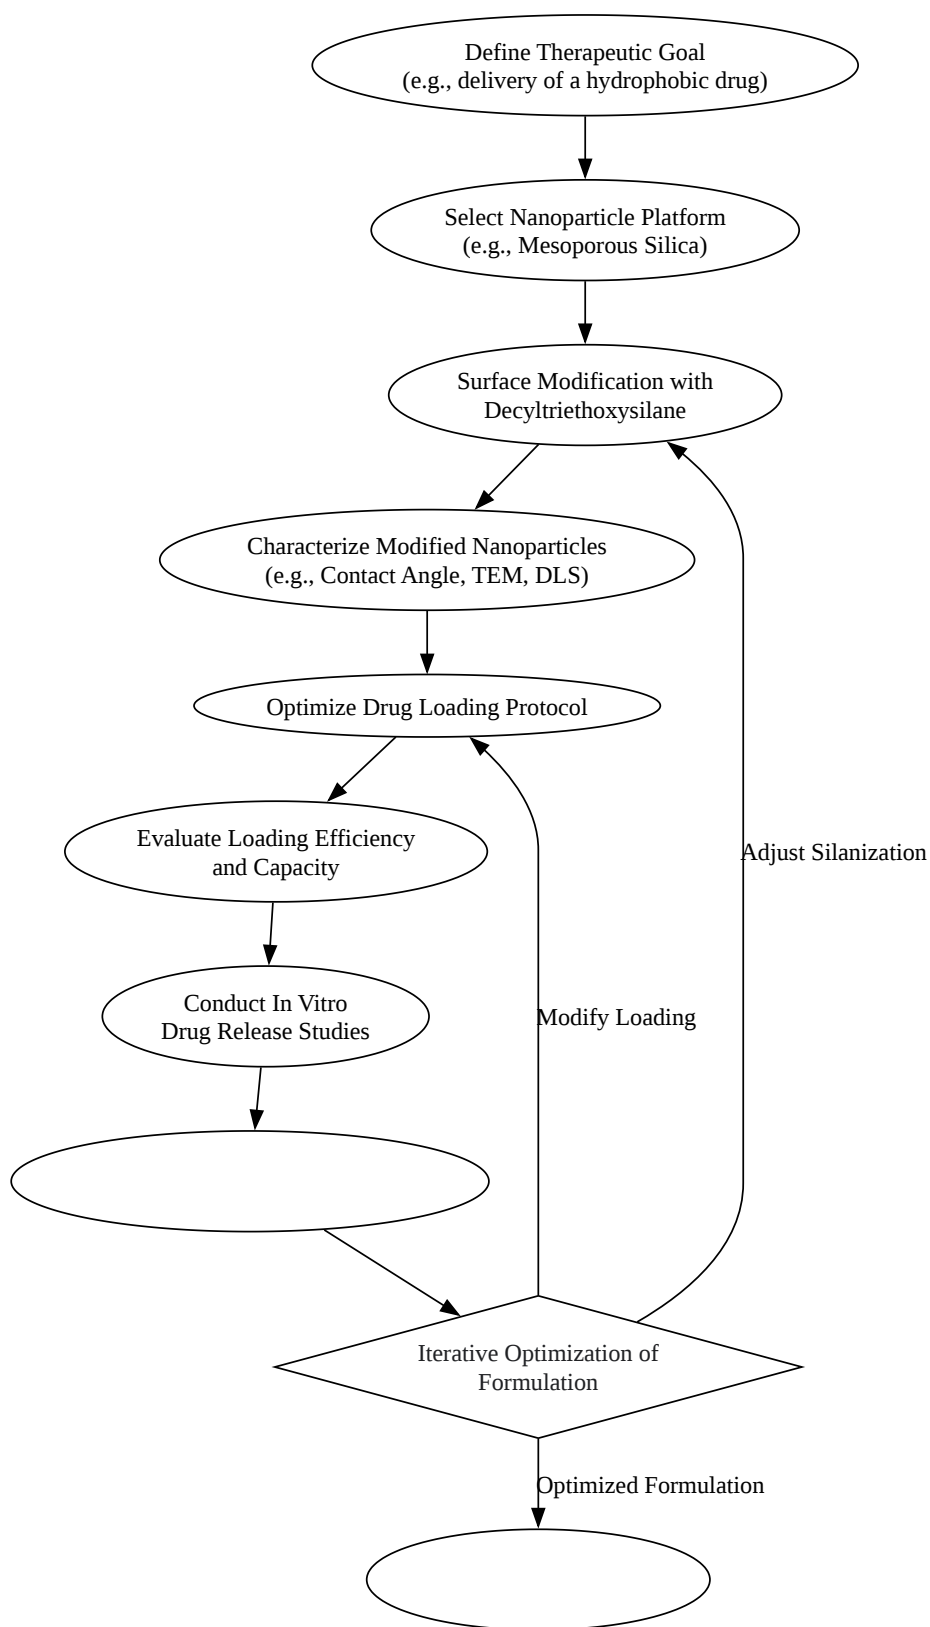 Define Therapeutic Goal
(e.g., delivery of a hydrophobic drug)
Select Nanoparticle Platform
(e.g., Mesoporous Silica)
Surface Modification with
Decyltriethoxysilane
Characterize Modified Nanoparticles
(e.g., Contact Angle, TEM, DLS)
Optimize Drug Loading Protocol
Evaluate Loading Efficiency
and Capacity
Adjust Silanization
Conduct In Vitro
Drug Release Studies
Modify Loading
Iterative Optimization of
Formulation
Optimized Formulation